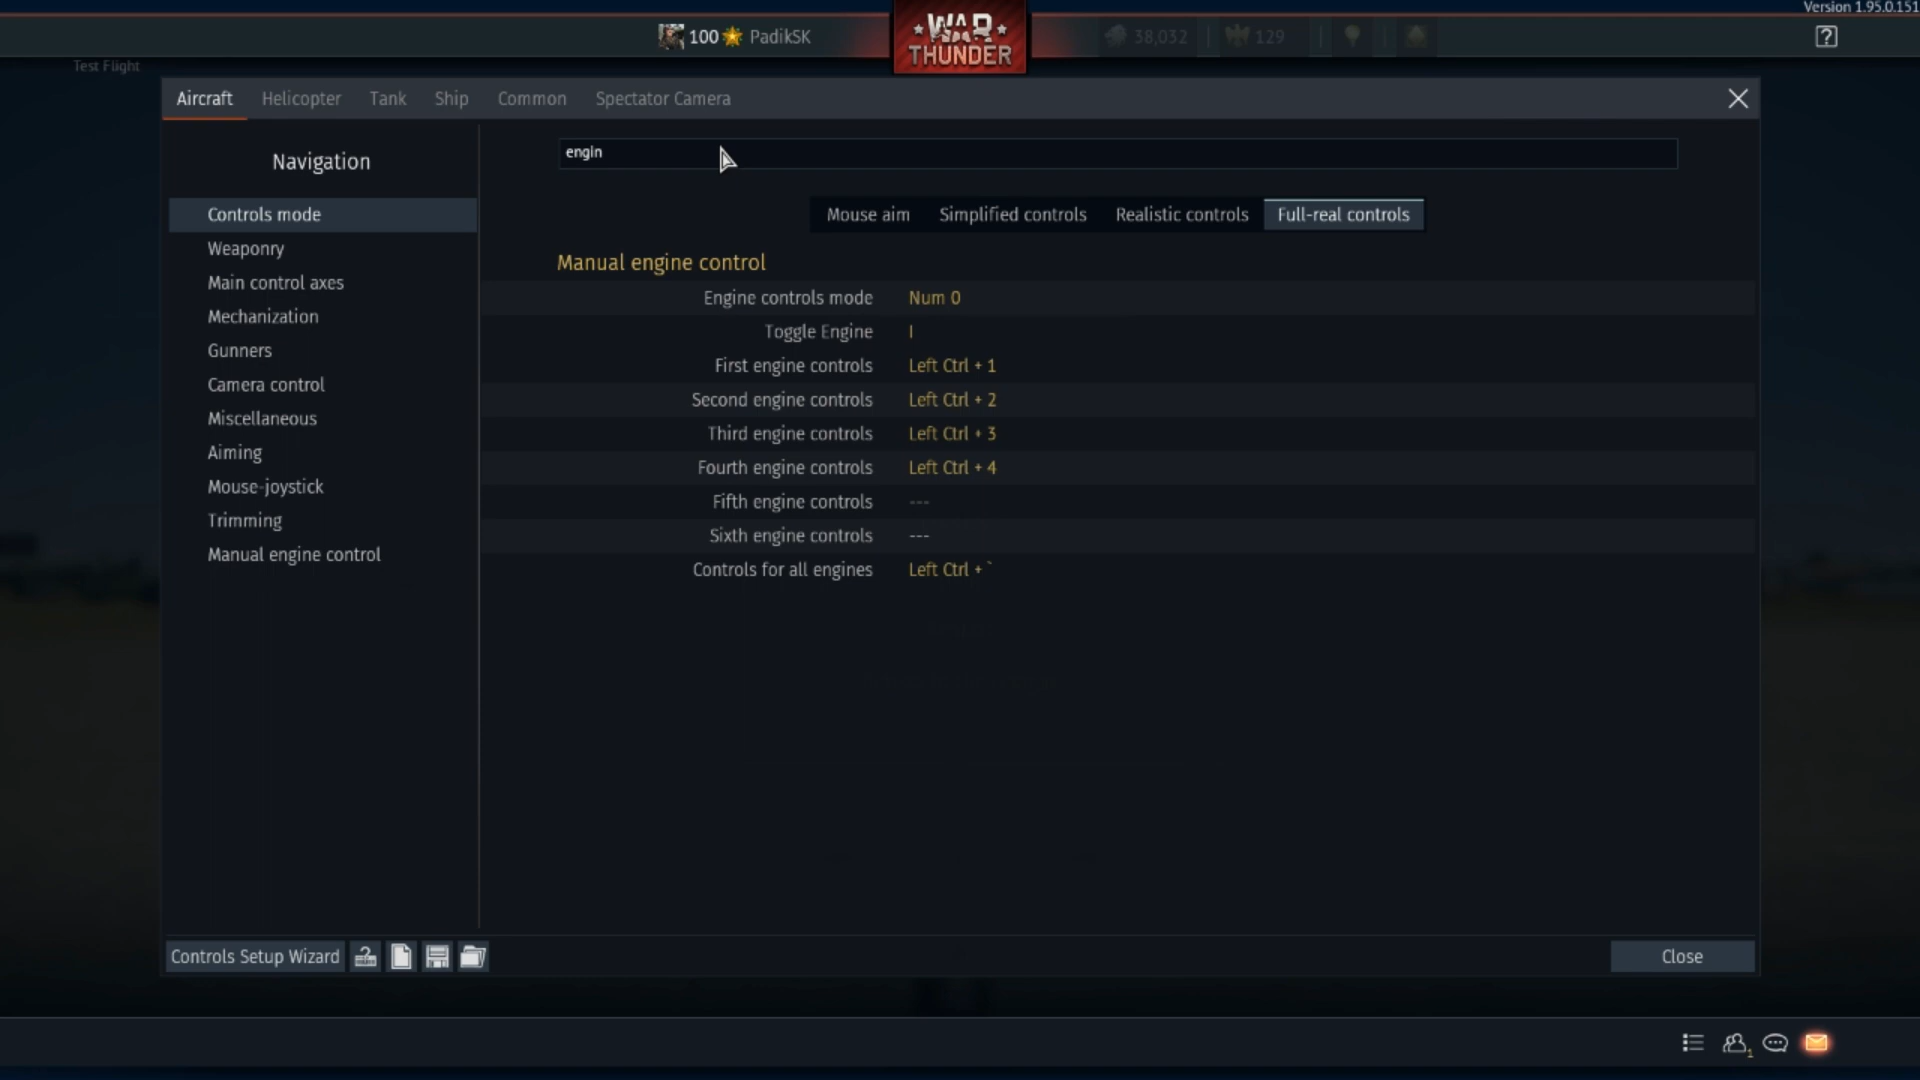 Version 1.95.0.151
100 PadikSK
WAR THUNDER
38,032
129
Test Flight
Aircraft Helicopter Tank Ship Common Spectator Camera
Navigation
engin
Controls mode
Mouse aim Simplified controls Realistic controls Full-real controls
Weaponry
Main control axes
Mechanization
Gunners
Camera control
Miscellaneous
Aiming
Mouse-joystick
Trimming
Manual engine control
Manual engine control
Engine controls mode Num 0
Toggle Engine I
First engine controls Left Ctrl + 1
Second engine controls Left Ctrl + 2
Third engine controls Left Ctrl + 3
Fourth engine controls Left Ctrl + 4
Fifth engine controls ---
Sixth engine controls ---
Controls for all engines Left Ctrl + `
Controls Setup Wizard
Close
1